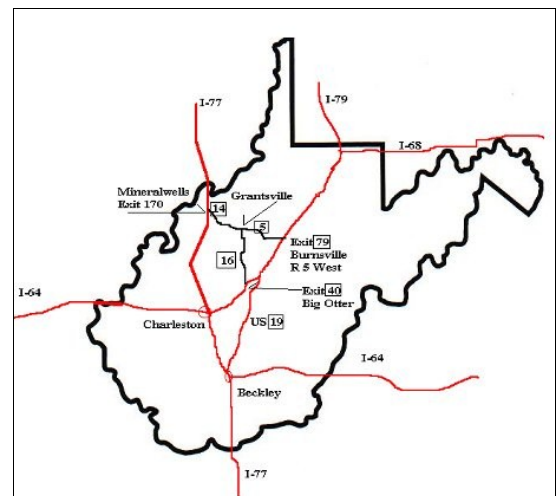 I-77
I-79
I-68
Mineralwells
Exit 170
Grantsville
14
5
Exit 79
Burnsville
R 5 West
16
I-64
Exit 40
Big Otter
Charleston
US 19
I-64
Beckley
I-77